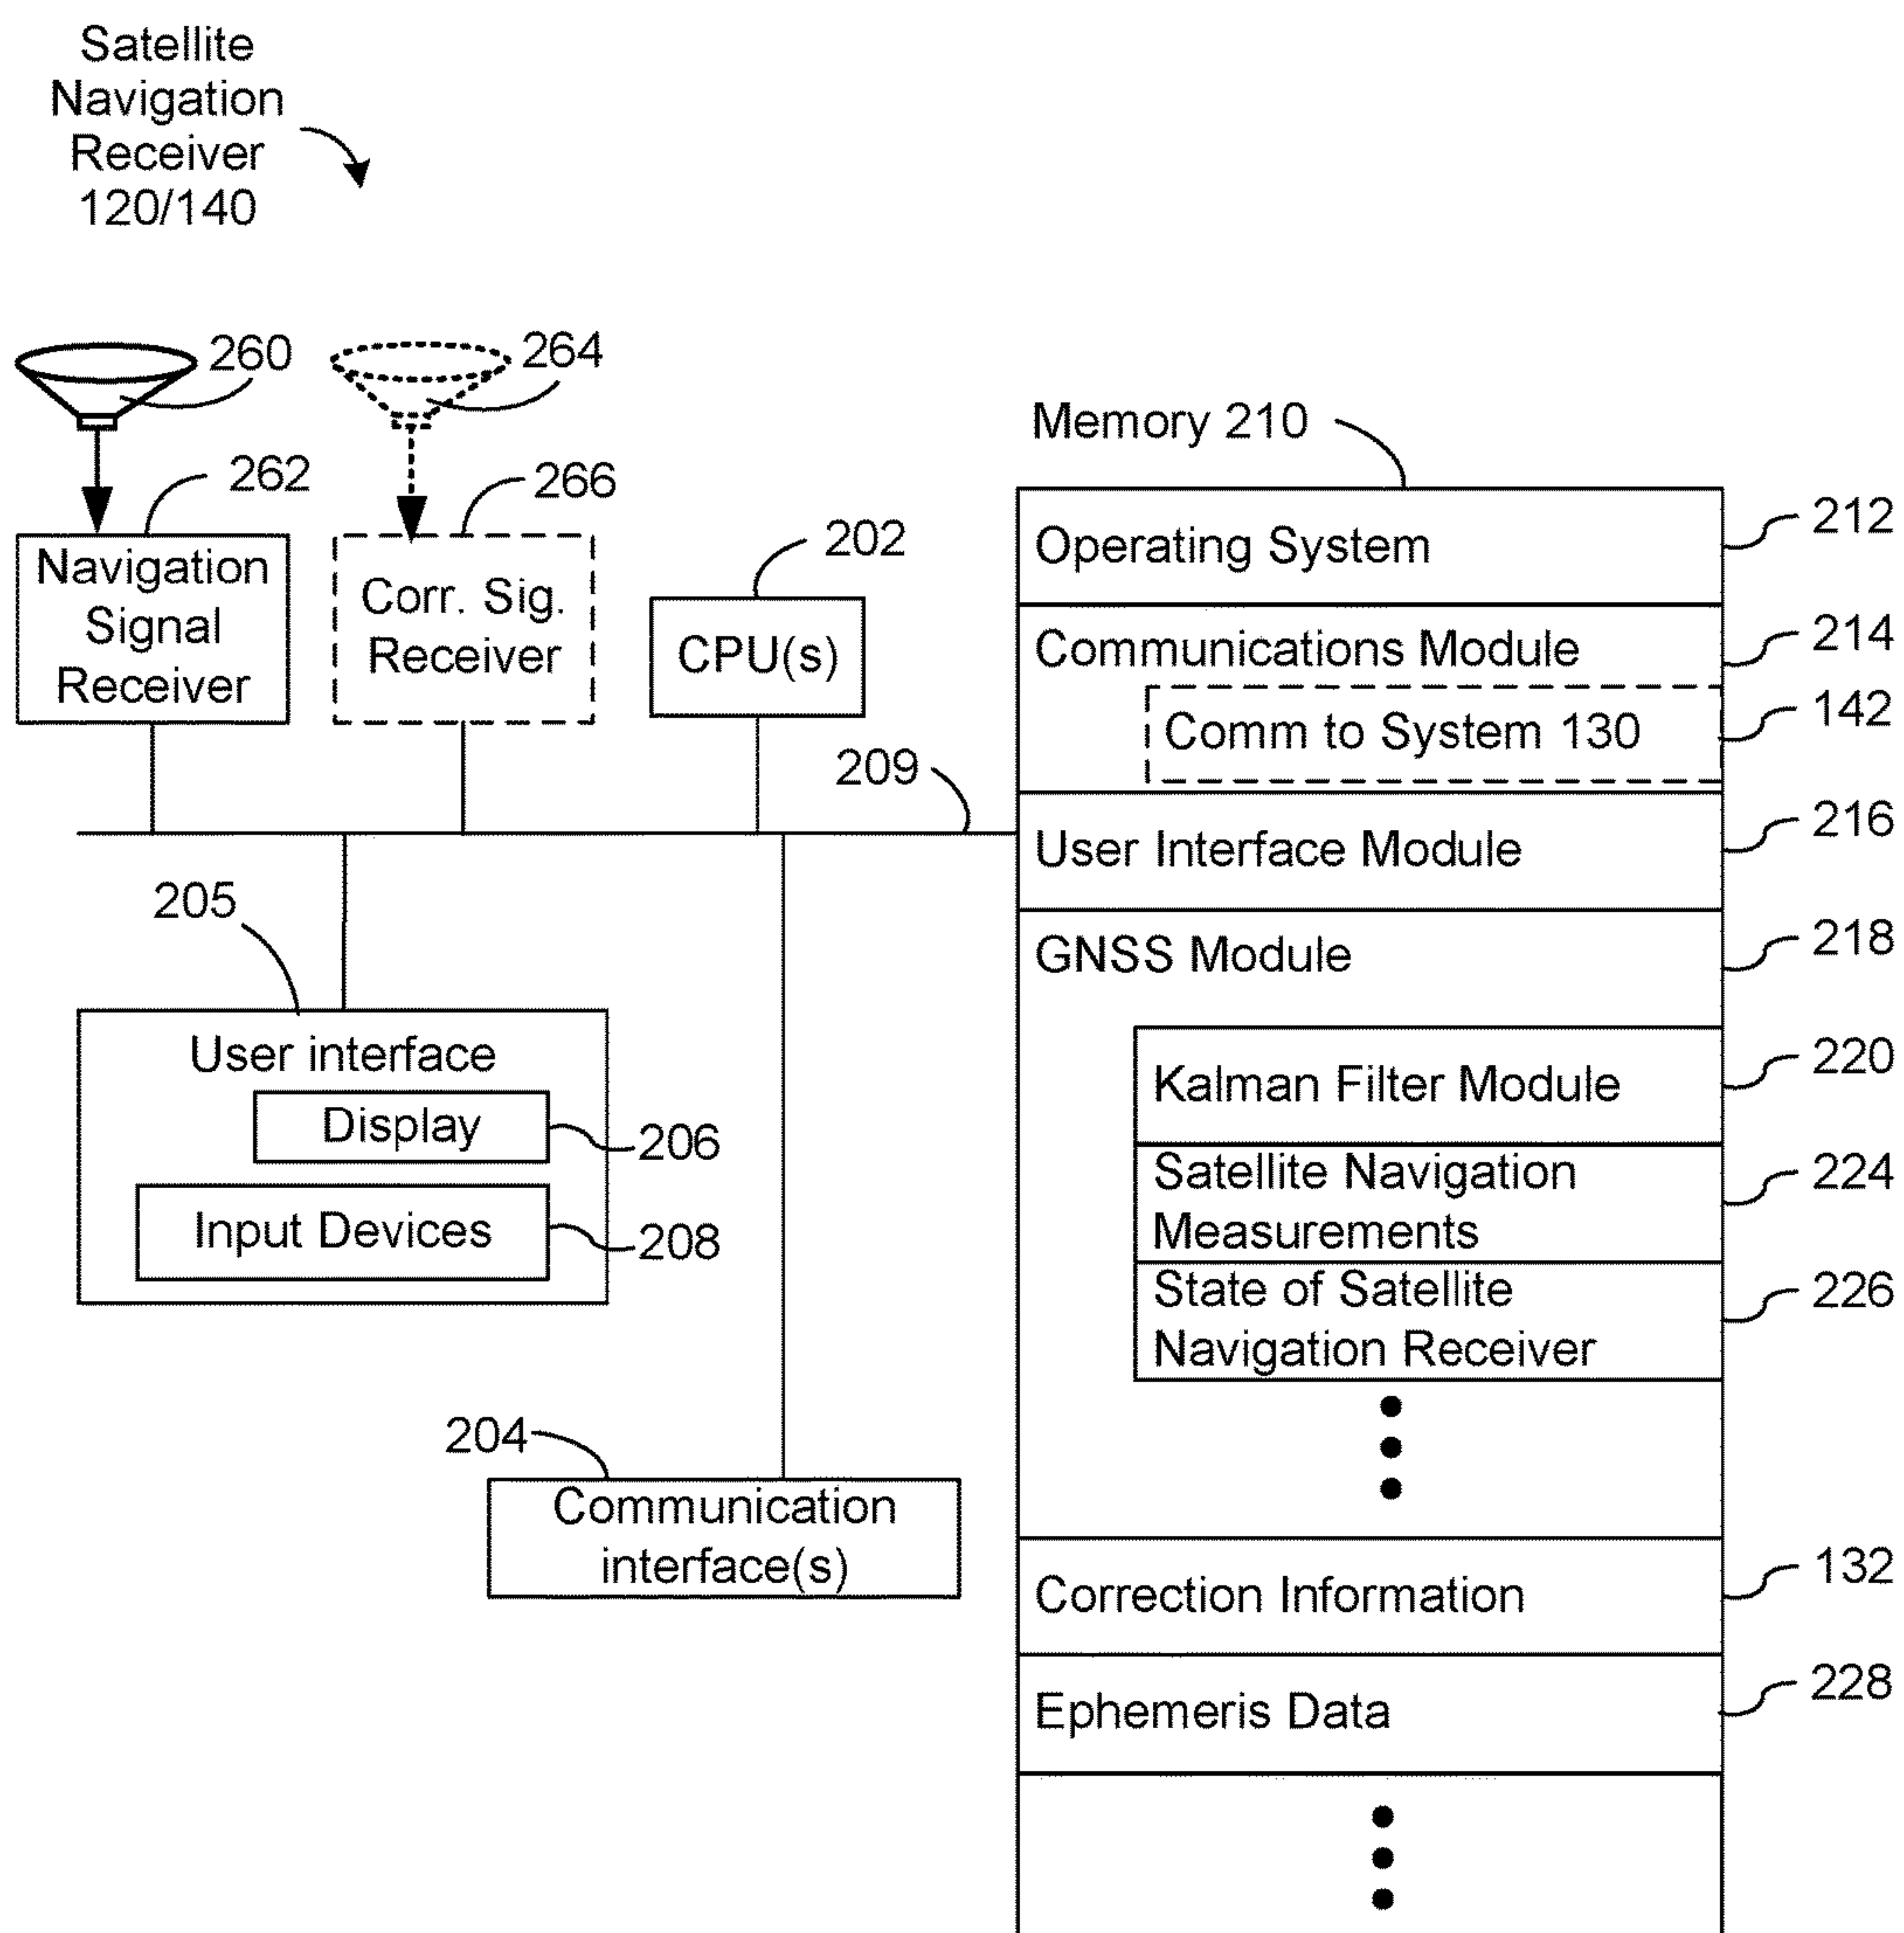 Satellite
Navigation
Receiver
120/140
260
264
262
266
202
Navigation
Signal
Receiver
Corr. Sig.
Receiver
CPU(s)
209
205
User interface
Display
206
Input Devices
208
204
Communication
interface(s)
Memory 210
Operating System
212
Communications Module
214
Comm to System 130
142
User Interface Module
216
GNSS Module
218
Kalman Filter Module
220
Satellite Navigation
Measurements
224
State of Satellite
Navigation Receiver
226
Correction Information
132
Ephemeris Data
228